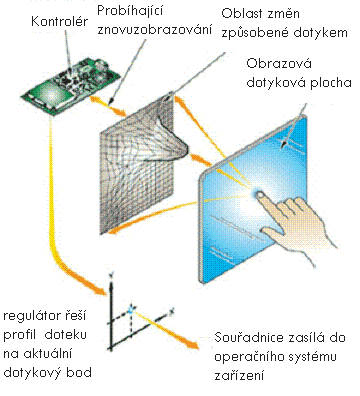 Kontrolér
Probíhající
znovuzobrazování
Oblast změn
způsobené dotykem
Obrazová
dotyková plocha
regulátor řeší
profil doteku
na aktuální
dotykový bod
Y
X
Souřadnice zasílá do
operačního systému
zařízení